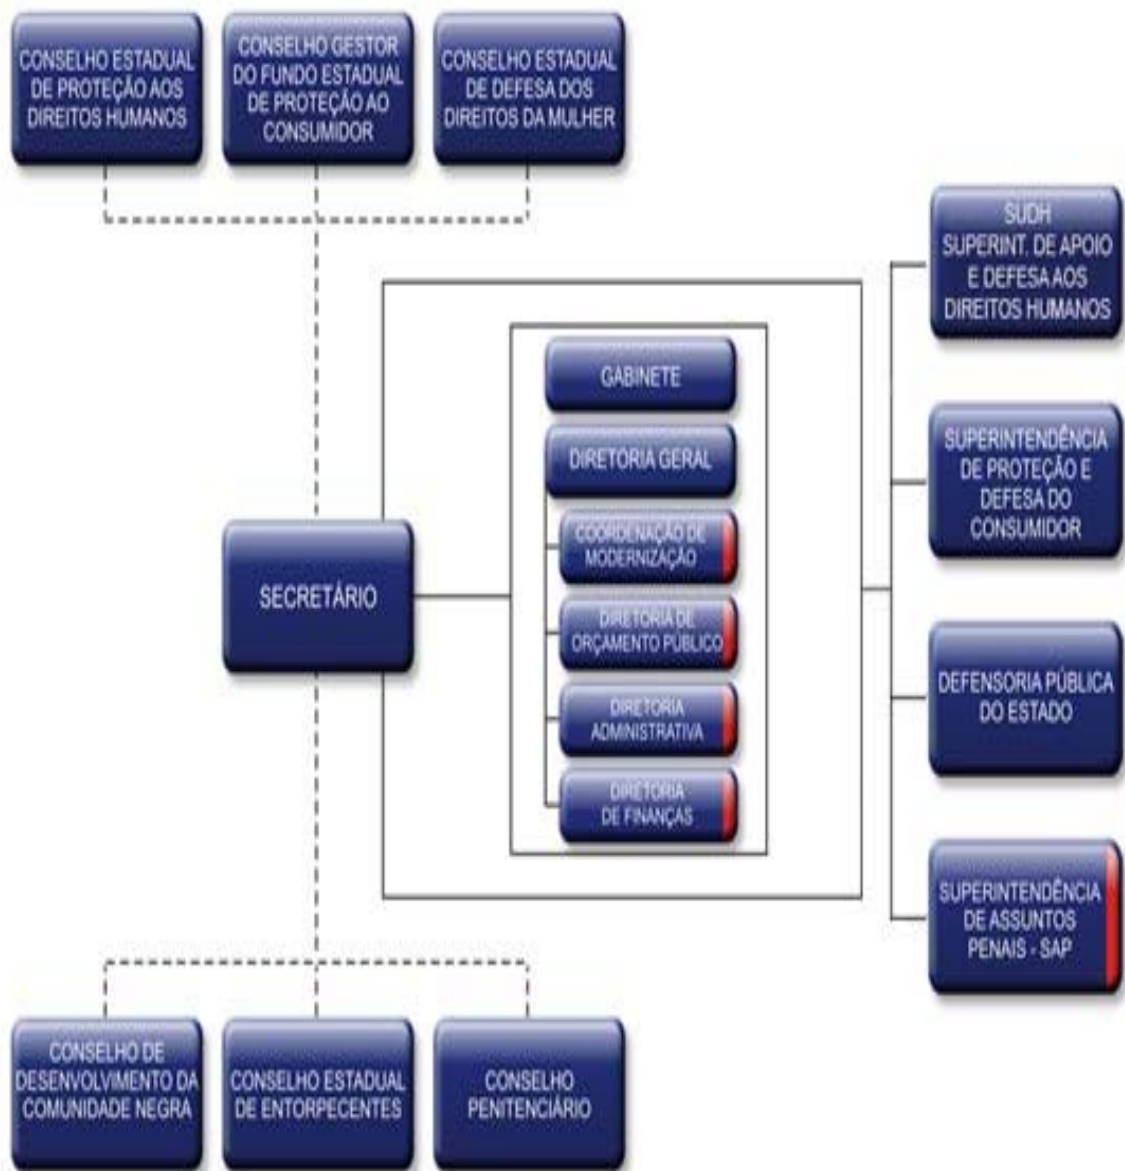 CONSELHO ESTADUAL
DE PROTEÇÃO AOS
DIREITOS HUMANOS
CONSELHO GESTOR
DO FUNDO ESTADUAL
DE PROTEÇÃO AO
CONSUMIDOR
CONSELHO ESTADUAL
DE DEFESA DOS
DIREITOS DA MULHER
SUDH
SUPERINT. DE APOIO
E DEFESA AOS
DIREITOS HUMANOS
GABINETE
DIRETORIA GERAL
COORDENAÇÃO DE
MODERNIZAÇÃO
DIRETORIA DE
ORÇAMENTO PÚBLICO
DIRETORIA
ADMINISTRATIVA
DIRETORIA
DE FINANÇAS
SECRETÁRIO
SUPERINTENDÊNCIA
DE PROTEÇÃO E
DEFESA DO
CONSUMIDOR
DEFENSORIA PÚBLICA
DO ESTADO
SUPERINTENDÊNCIA
DE ASSUNTOS
PENAIS - SAP
CONSELHO DE
DESENVOLVIMENTO DA
COMUNIDADE NEGRA
CONSELHO ESTADUAL
DE ENTORPECENTES
CONSELHO
PENITENCIÁRIO